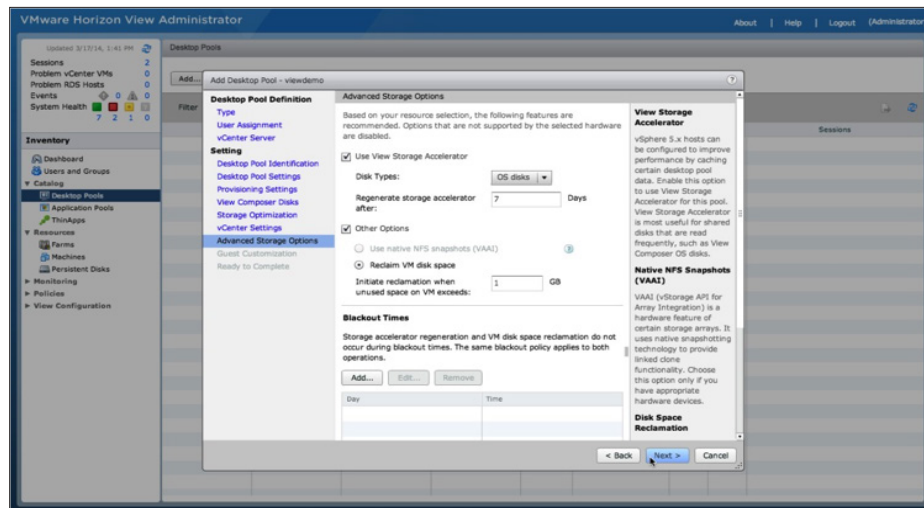 VMware Horizon View Administrator
About | Help | Logout (Administrator
Updated 3/17/14, 1:41 PM
Sessions 2
Problem vCenter VMs 0
Problem RDS Hosts 0
Events 0 0
System Health
7 2 1 0
Inventory
Dashboard
Users and Groups
Catalog
Desktop Pools
Application Pools
ThinApps
Resources
Farms
Machines
Persistent Disks
Monitoring
Policies
View Configuration
Desktop Pools
Add...
Filter
Sessions
Add Desktop Pool - viewdemo
?
Desktop Pool Definition
Type
User Assignment
vCenter Server
Setting
Desktop Pool Identification
Desktop Pool Settings
Provisioning Settings
View Composer Disks
Storage Optimization
vCenter Settings
Advanced Storage Options
Guest Customization
Ready to Complete
Advanced Storage Options
Based on your resource selection, the following features are
recommended. Options that are not supported by the selected hardware
are disabled.
Use View Storage Accelerator
Disk Types: OS disks
Regenerate storage accelerator
after: 7 Days
Other Options
Use native NFS snapshots (VAAI)
Reclaim VM disk space
Initiate reclamation when
unused space on VM exceeds: 1 GB
Blackout Times
Storage accelerator regeneration and VM disk space reclamation do not
occur during blackout times. The same blackout policy applies to both
operations.
Add... Edit... Remove
Day Time
View Storage
Accelerator
vSphere 5.x hosts can
be configured to improve
performance by caching
certain desktop pool
data. Enable this option
to use View Storage
Accelerator for this pool.
View Storage Accelerator
is most useful for shared
disks that are read
frequently, such as View
Composer OS disks.
Native NFS Snapshots
(VAAI)
VAAI (vStorage API for
Array Integration) is a
hardware feature of
certain storage arrays. It
uses native snapshotting
technology to provide
linked clone
functionality. Choose
this option only if you
have appropriate
hardware devices.
Disk Space
Reclamation
< Back Next > Cancel